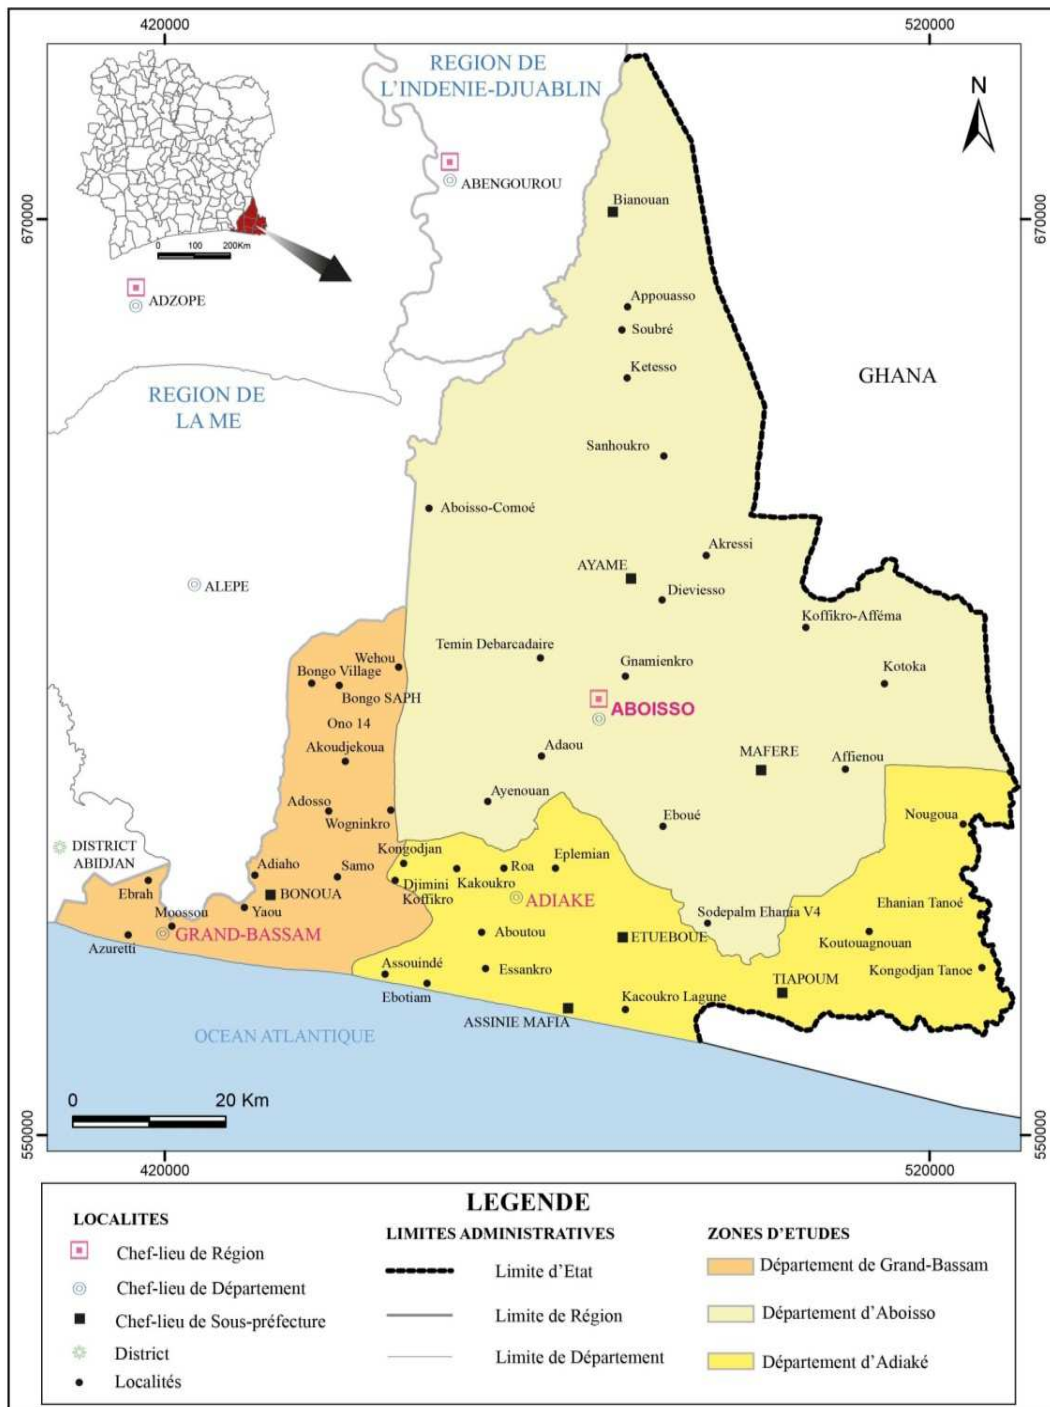 420000
520000
REGION DE
L'INDENIE-DJUABLIN
N
ABENGOUROU
Bianouan
670000
670000
0 100 200Km
ADZOPE
Appouasso
Soubré
Ketesso
GHANA
REGION DE
LA ME
Sanhoukro
Aboisso-Comoé
Akressi
AYAME
ALEPE
Dieviesso
Koffikro-Afféma
Temin Debarcadaire
Wehou
Gnamienkro
Kotoka
Bongo Village
Bongo SAPH
ABOISSO
Ono 14
Akoudjekoua
Adaou
MAFERE
Affienou
Ayenouan
Adosso
Wogninkro
Eboué
Nougoua
DISTRICT
ABIDJAN
Kongodjan
Adiaho
Samo
Roa
Eplemian
Kakoukro
Djimini
Koffikro
Ebrah
BONOUA
ADIAKE
Ehanian Tanoé
Moossou
Yaou
Sodepalm Ehania V4
GRAND-BASSAM
Aboutou
ETUEBOUE
Koutouagnouan
Azuretti
Assouindé
Essankro
Kongodjan Tanoe
TIAPOUM
Ebotiam
Kacoukro Lagune
ASSINIE MAFIA
OCEAN ATLANTIQUE
0 20 Km
550000
550000
420000
520000
LEGENDE
LOCALITES
Chef-lieu de Région
Chef-lieu de Département
Chef-lieu de Sous-préfecture
District
Localités
LIMITES ADMINISTRATIVES
Limite d'Etat
Limite de Région
Limite de Département
ZONES D'ETUDES
Département de Grand-Bassam
Département d'Aboisso
Département d'Adiaké